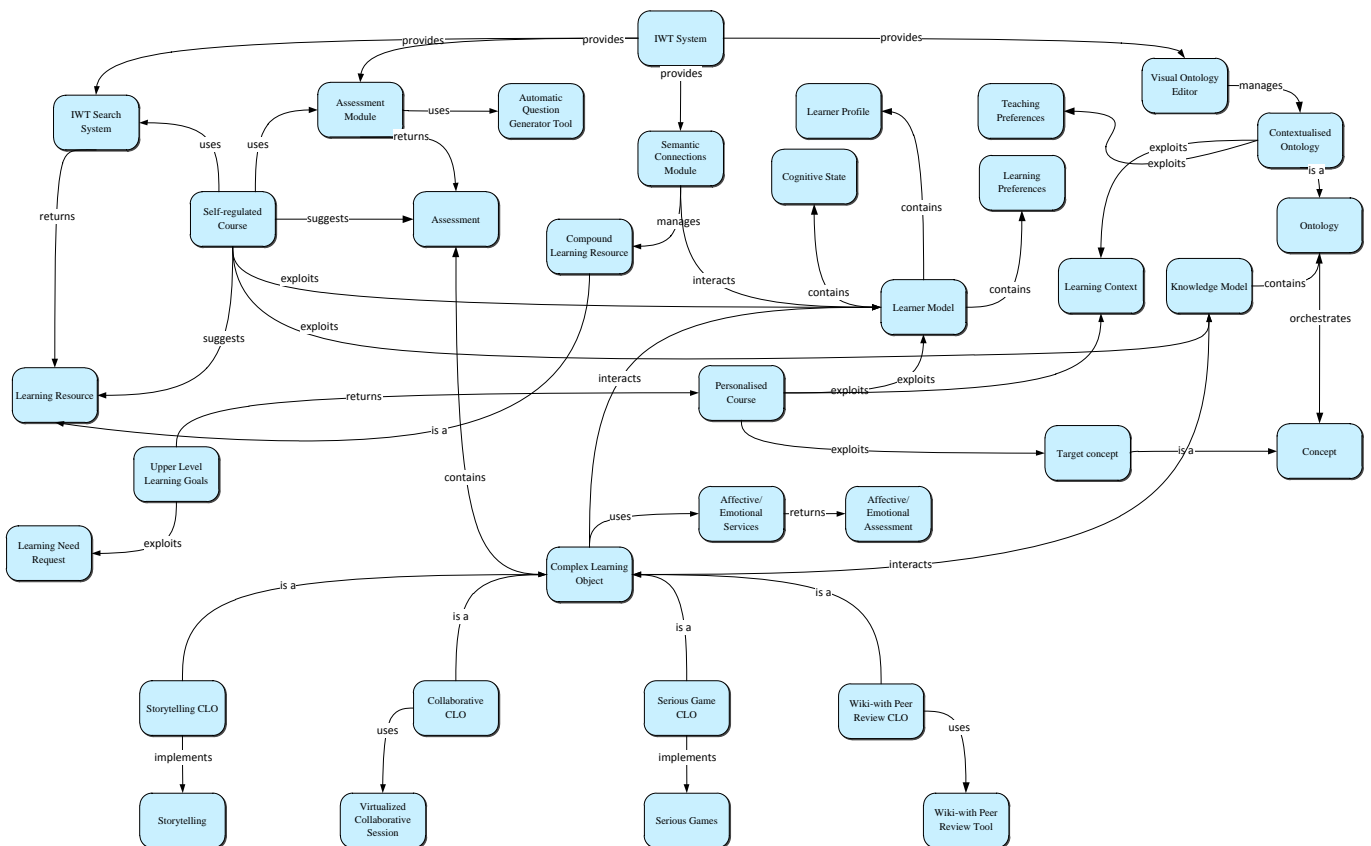 IWT System
provides
provides
provides
provides
Visual Ontology
Editor
manages
IWT Search
System
Assessment
Module
uses
Automatic
Question
Generator Tool
Learner Profile
Teaching
Preferences
Contextualised
Ontology
returns
uses
uses
exploits
exploits
is a
Semantic
Connections
Module
Cognitive State
Learning
Preferences
returns
Self-regulated
Course
suggests
Assessment
manages
contains
Ontology
Compound
Learning Resource
exploits
interacts
contains
contains
Learner Model
Learning Context
Knowledge Model
contains
exploits
suggests
orchestrates
interacts
exploits
Learning Resource
returns
Personalised
Course
exploits
is a
exploits
Target concept
is a
Concept
Upper Level
Learning Goals
contains
exploits
Learning Need
Request
uses
Affective/
Emotional
Services
returns
Affective/
Emotional
Assessment
Complex Learning
Object
interacts
is a
is a
is a
is a
Storytelling CLO
Collaborative
CLO
Serious Game
CLO
Wiki-with Peer
Review CLO
implements
uses
implements
uses
Storytelling
Virtualized
Collaborative
Session
Serious Games
Wiki-with Peer
Review Tool